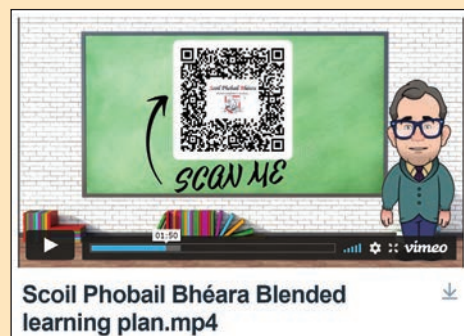 Scoil Phobail Bhéara
SCAN ME
01:50
vimeo
Scoil Phobail Bhéara Blended
learning plan.mp4